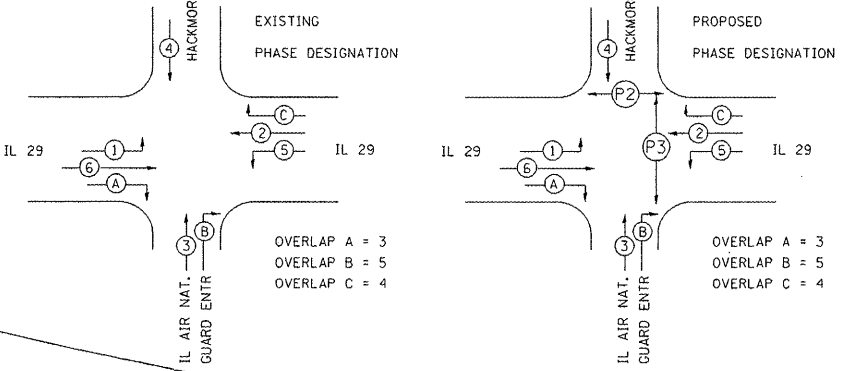 HACKMOR
EXISTING
PHASE DESIGNATION
4
C
2
5
1
6
A
IL 29
IL 29
3
B
OVERLAP A = 3
OVERLAP B = 5
OVERLAP C = 4
IL AIR NAT.
GUARD ENTR
HACKMOR
PROPOSED
PHASE DESIGNATION
4
P2
C
2
5
P3
1
6
A
IL 29
IL 29
3
B
OVERLAP A = 3
OVERLAP B = 5
OVERLAP C = 4
IL AIR NAT.
GUARD ENTR